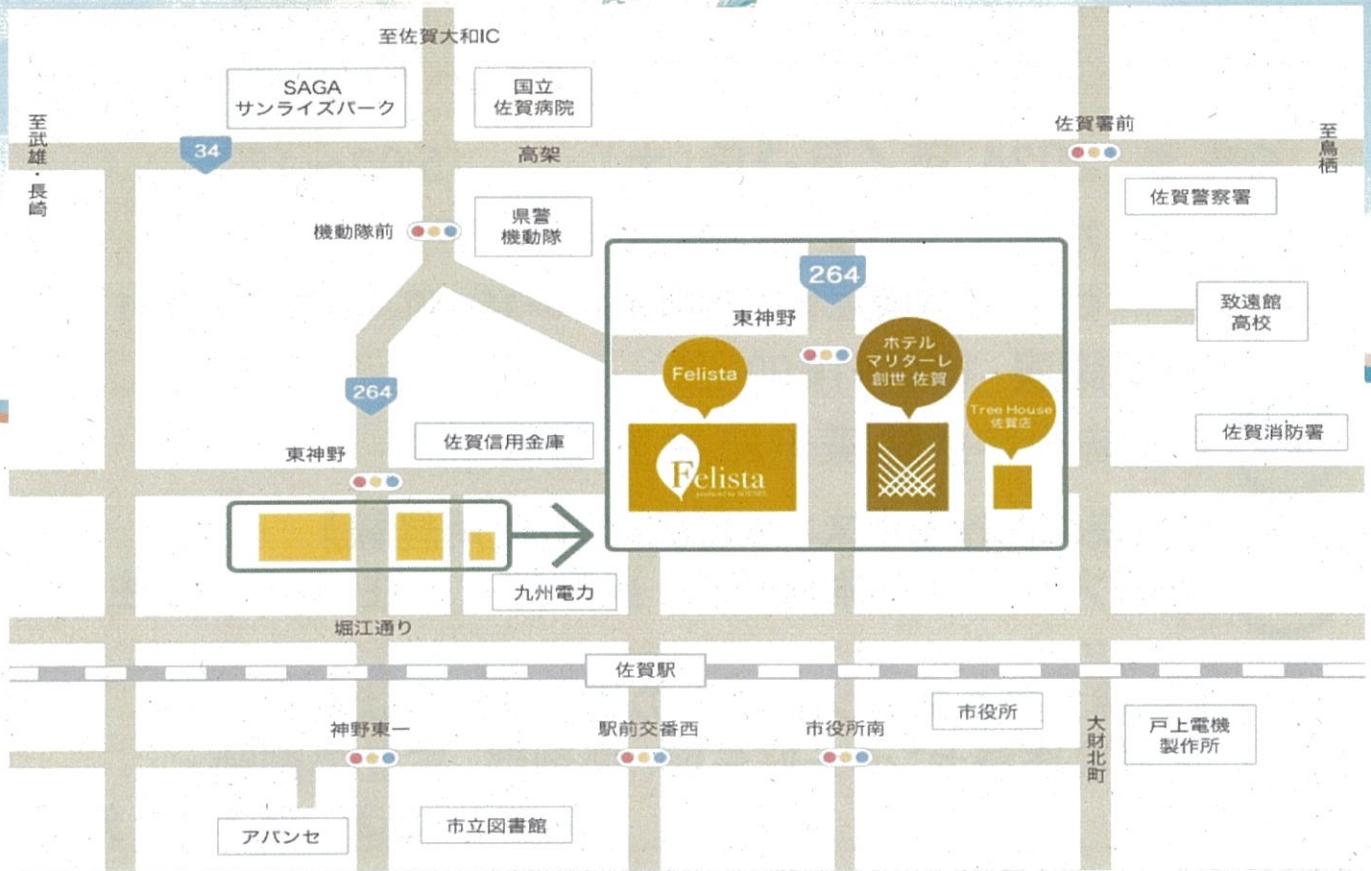 至佐賀大和IC
SAGA
サンライズパーク
国立
佐賀病院
至武雄・長崎
34
高架
佐賀署前
至鳥栖
佐賀警察署
機動隊前
県警
機動隊
264
東神野
Felista
ホテル
マリターレ
創世 佐賀
Tree House
佐賀店
Felista
produced by SOUSEI
致遠館
高校
264
東神野
佐賀信用金庫
佐賀消防署
九州電力
堀江通り
佐賀駅
神野東一
駅前交番西
市役所南
市役所
大財北町
戸上電機
製作所
アバンセ
市立図書館